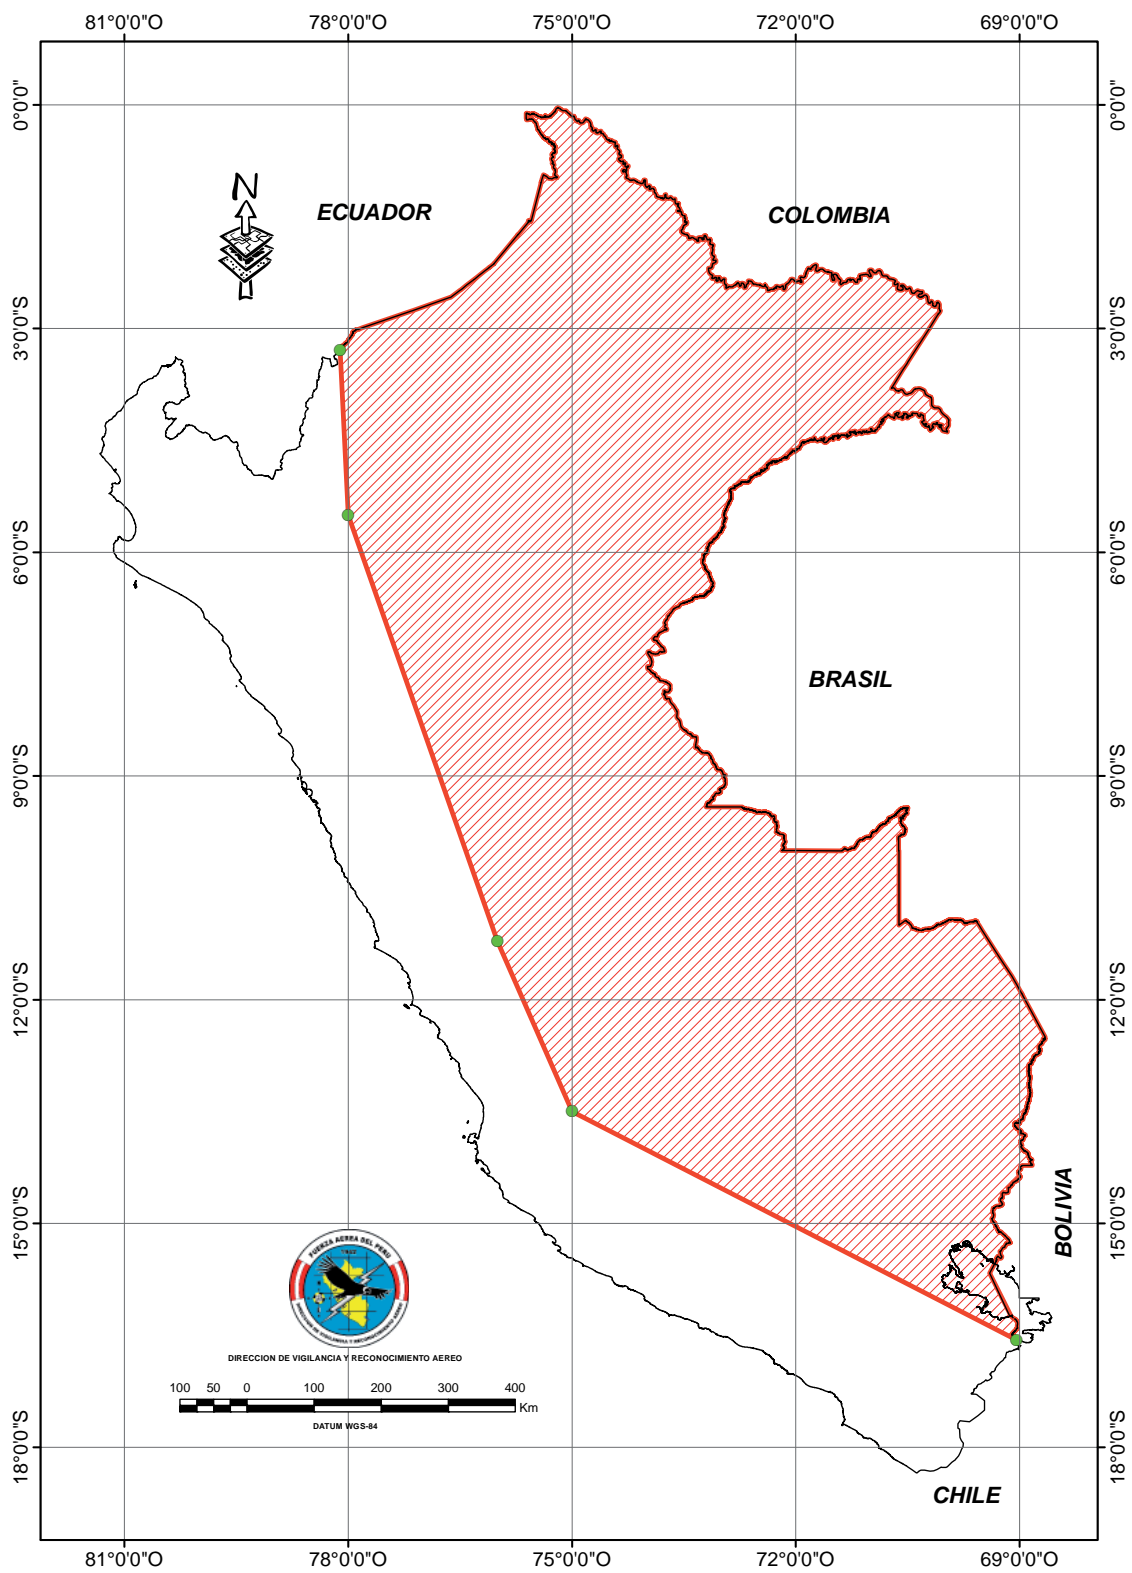 81°0'0"O 78°0'0"O 75°0'0"O 72°0'0"O 69°0'0"O
0°0'0"
0°0'0"
N
ECUADOR
COLOMBIA
3°0'0"S
3°0'0"S
6°0'0"S
6°0'0"S
BRASIL
9°0'0"S
9°0'0"S
12°0'0"S
12°0'0"S
BOLIVIA
15°0'0"S
15°0'0"S
FUERZA AEREA DEL PERU
DIRECCION DE VIGILANCIA Y RECONOCIMIENTO AEREO
DIRECCION DE VIGILANCIA Y RECONOCIMIENTO AEREO
100 50 0 100 200 300 400
Km
DATUM WGS-84
18°0'0"S
18°0'0"S
CHILE
81°0'0"O 78°0'0"O 75°0'0"O 72°0'0"O 69°0'0"O